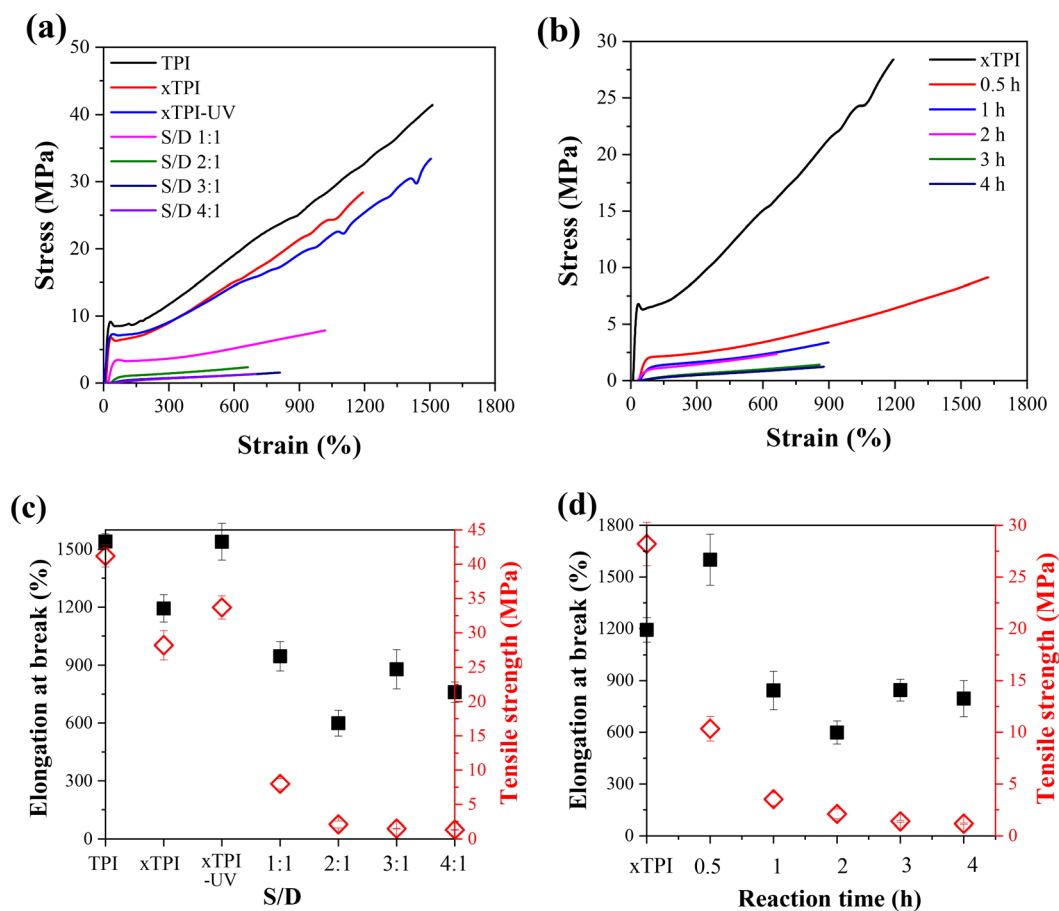 (a)
50
40
30
20
10
0
Stress (MPa)
TPI
xTPI
xTPI-UV
S/D 1:1
S/D 2:1
S/D 3:1
S/D 4:1
0 300 600 900 1200 1500 1800
Strain (%)
(b)
30
25
20
15
10
5
0
Stress (MPa)
xTPI
0.5 h
1 h
2 h
3 h
4 h
0 300 600 900 1200 1500 1800
Strain (%)
(c)
1500
1200
900
600
300
0
Elongation at break (%)
45
40
35
30
25
20
15
10
5
0
Tensile strength (MPa)
TPI xTPI xTPI 1:1 2:1 3:1 4:1
-UV
S/D
(d)
1800
1500
1200
900
600
300
0
Elongation at break (%)
30
25
20
15
10
5
0
Tensile strength (MPa)
xTPI 0.5 1 2 3 4
Reaction time (h)